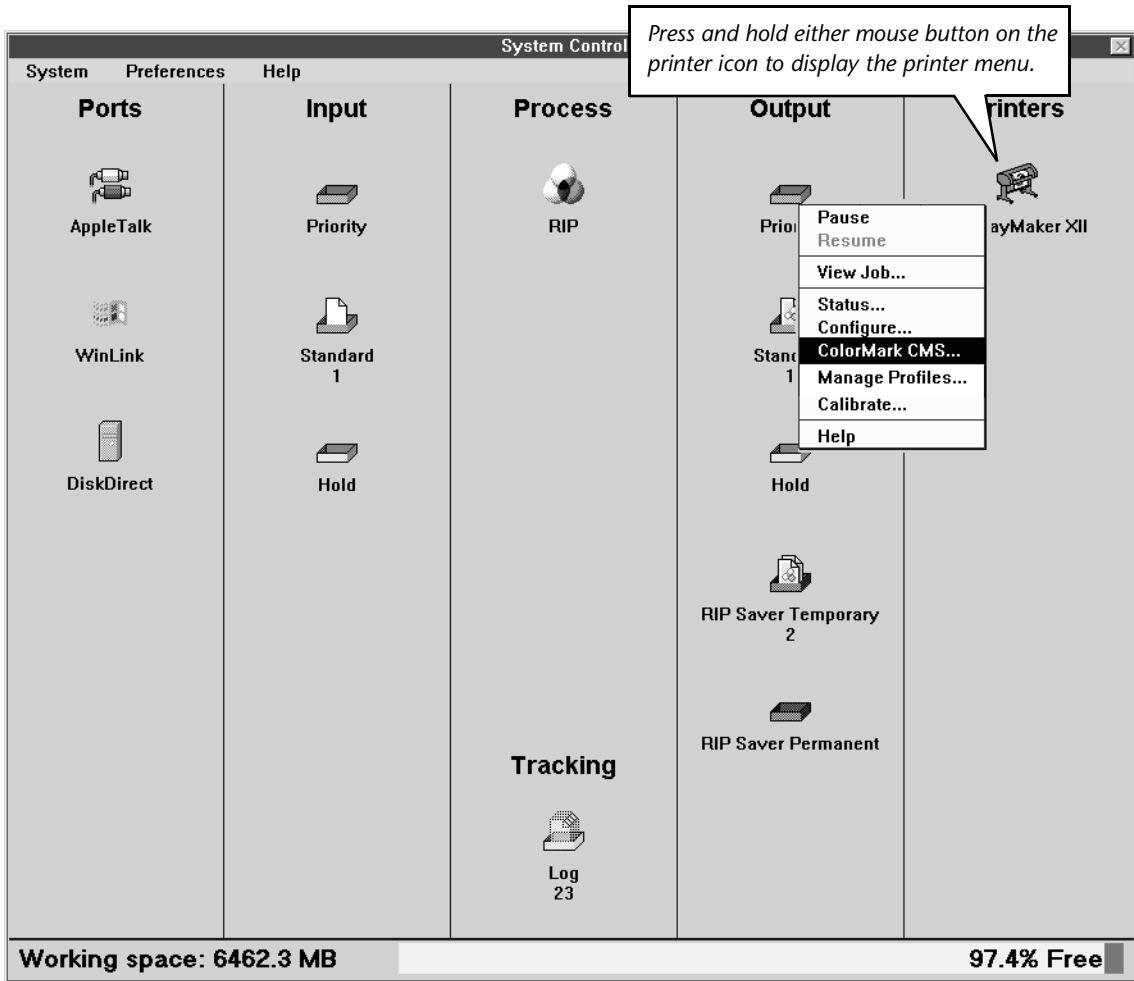 Press and hold either mouse button on the
printer icon to display the printer menu.
System Control
System Preferences Help
Ports
Input
Process
Output
rinters
AppleTalk
Priority
RIP
Prior
ayMaker XII
WinLink
Standard
1
Stand
1
DiskDirect
Hold
Hold
Pause
Resume
View Job...
Status...
Configure...
ColorMark CMS...
Manage Profiles...
Calibrate...
Help
RIP Saver Temporary
2
RIP Saver Permanent
Tracking
Log
23
Working space: 6462.3 MB
97.4% Free